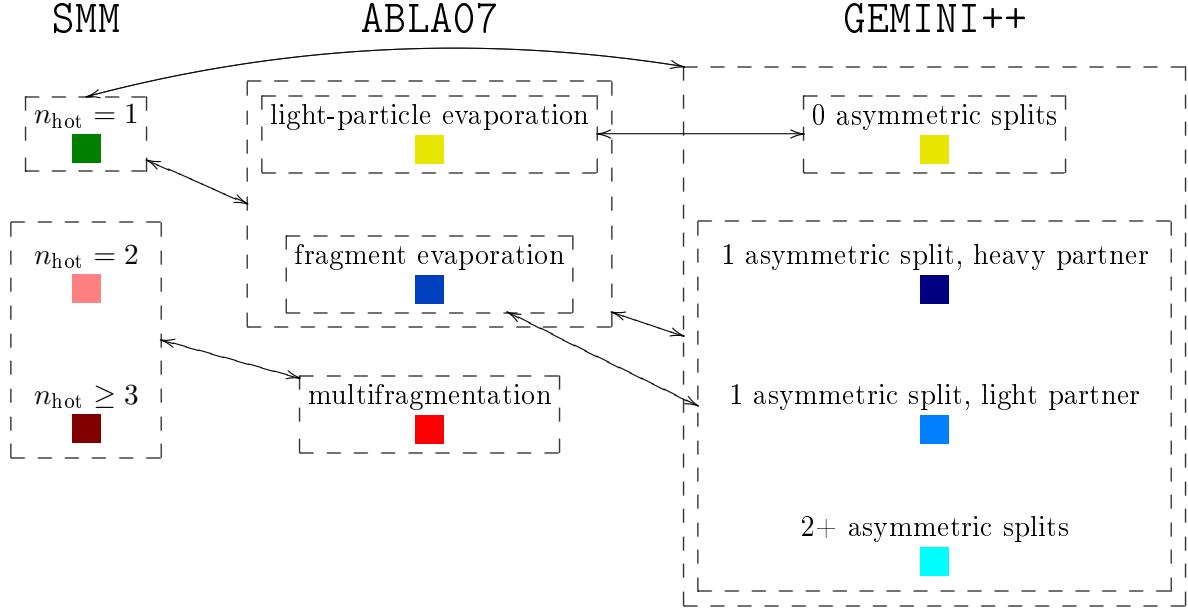 SMM ABLA07 GEMINI++
n_hot = 1 light-particle evaporation 0 asymmetric splits
n_hot = 2 fragment evaporation 1 asymmetric split, heavy partner
n_hot ≥ 3 multifragmentation 1 asymmetric split, light partner
2+ asymmetric splits